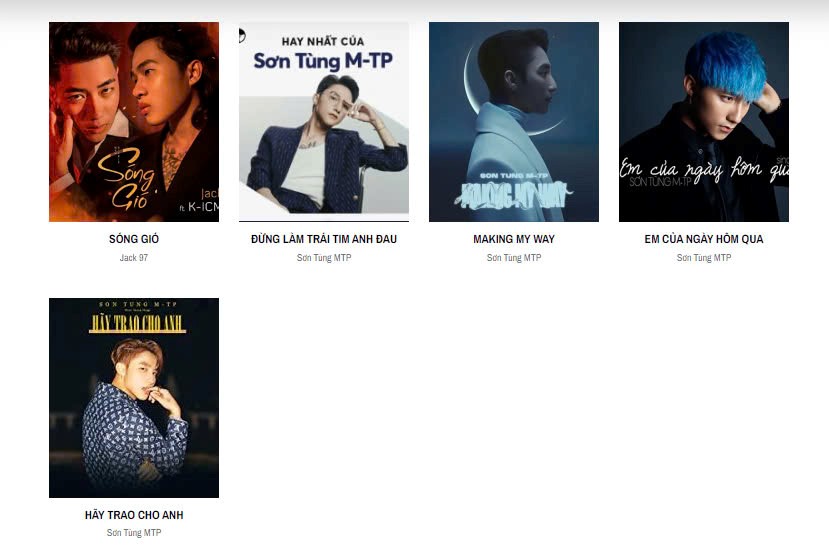 Sóng
Gió
Jack
ft. K-ICM
HAY NHẤT CỦA
Sơn Tùng M-TP
SON TUNG M-TP
MAKING MY WAY
Em của ngày hôm qua
SƠN TÙNG M-TP
SÓNG GIÓ
Jack 97
ĐỪNG LÀM TRÁI TIM ANH ĐAU
Sơn Tùng MTP
MAKING MY WAY
Sơn Tùng MTP
EM CỦA NGÀY HÔM QUA
Sơn Tùng MTP
SƠN TÙNG M-TP
HÃY TRAO CHO ANH
HÃY TRAO CHO ANH
Sơn Tùng MTP